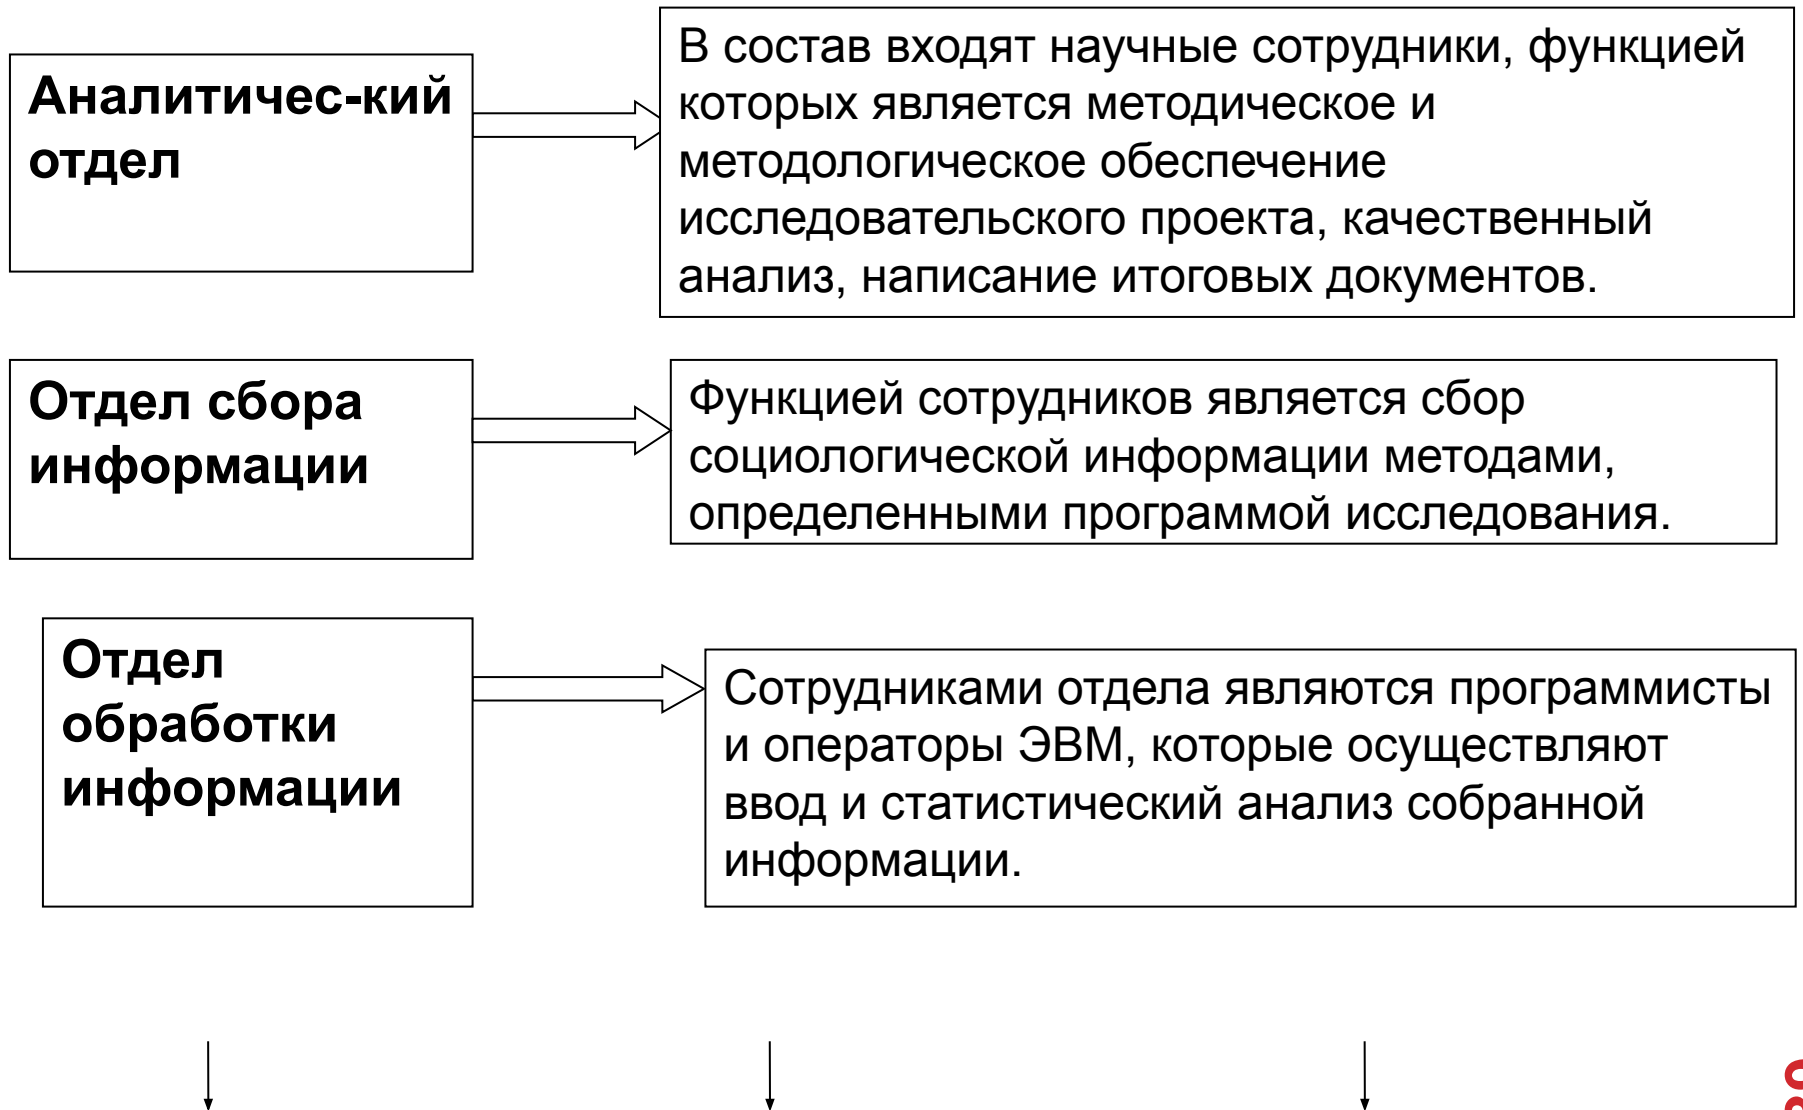 Аналитичес-кий
отдел
В состав входят научные сотрудники, функцией
которых является методическое и
методологическое обеспечение
исследовательского проекта, качественный
анализ, написание итоговых документов.
Отдел сбора
информации
Функцией сотрудников является сбор
социологической информации методами,
определенными программой исследования.
Отдел
обработки
информации
Сотрудниками отдела являются программисты
и операторы ЭВМ, которые осуществляют
ввод и статистический анализ собранной
информации.